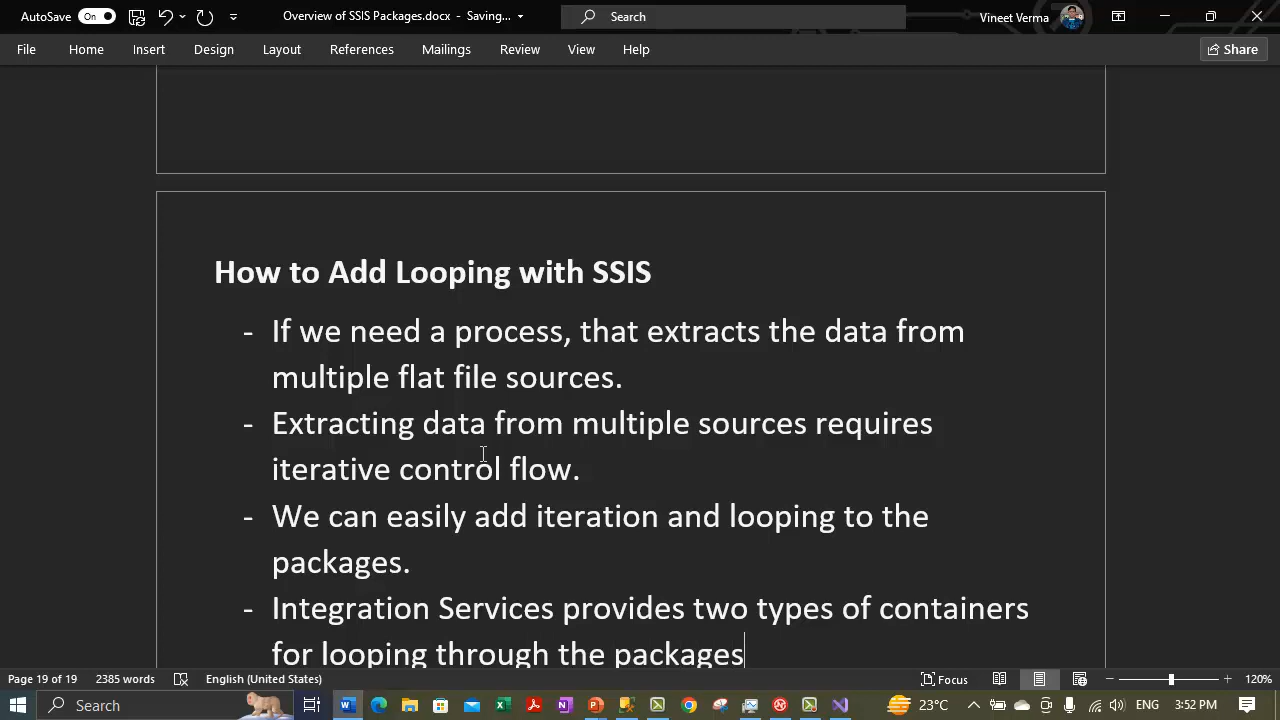 AutoSave On Overview of SSIS Packages.docx - Saving... Search Vineet Verma
File Home Insert Design Layout References Mailings Review View Help Share
How to Add Looping with SSIS
- If we need a process, that extracts the data from
multiple flat file sources.
- Extracting data from multiple sources requires
iterative control flow.
- We can easily add iteration and looping to the
packages.
- Integration Services provides two types of containers
for looping through the packages
Page 19 of 19 2385 words English (United States) Focus 120%
Search 23°C ENG 3:52 PM